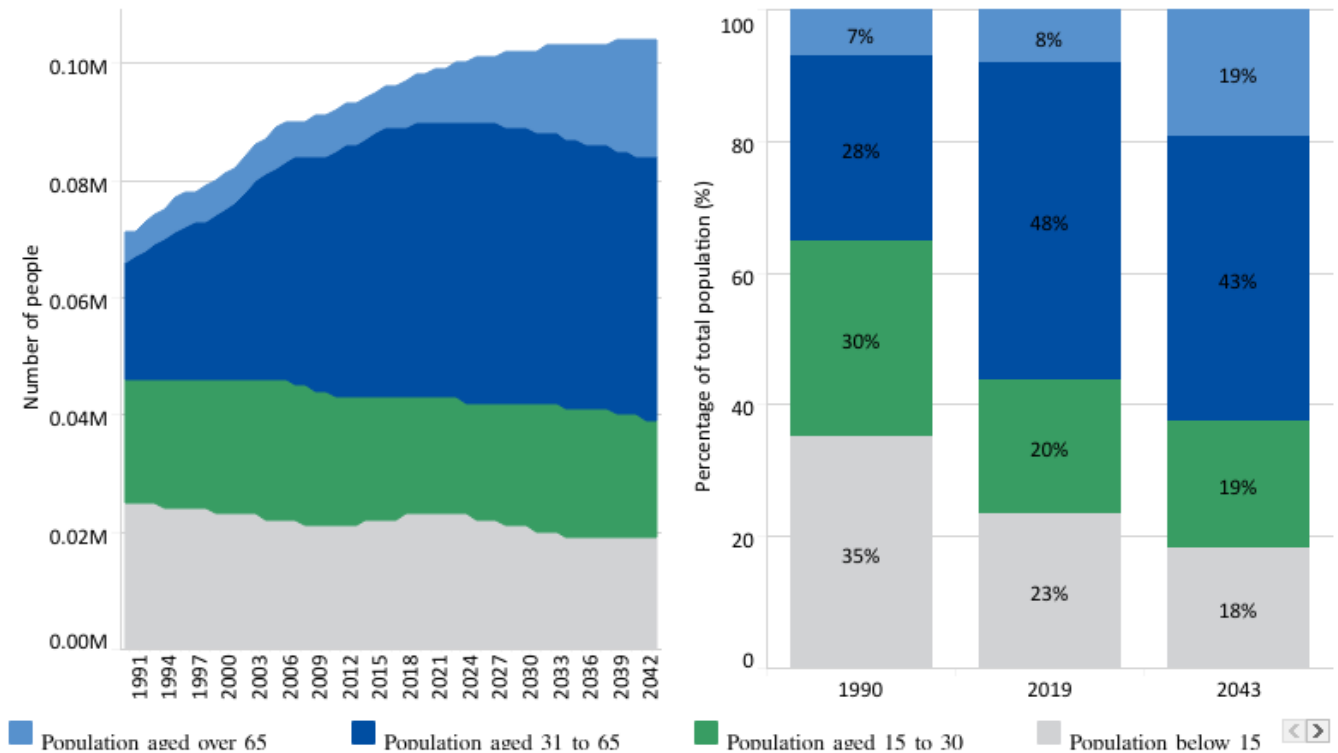 Number of people
0.10M
0.08M
0.06M
0.04M
0.02M
0.00M
1991 1994 1997 2000 2003 2006 2009 2012 2015 2018 2021 2024 2027 2030 2033 2036 2039 2042
Percentage of total population (%)
100
80
60
40
20
0
7%
28%
30%
35%
8%
48%
20%
23%
19%
43%
19%
18%
1990 2019 2043
Population aged over 65 Population aged 31 to 65 Population aged 15 to 30 Population below 15